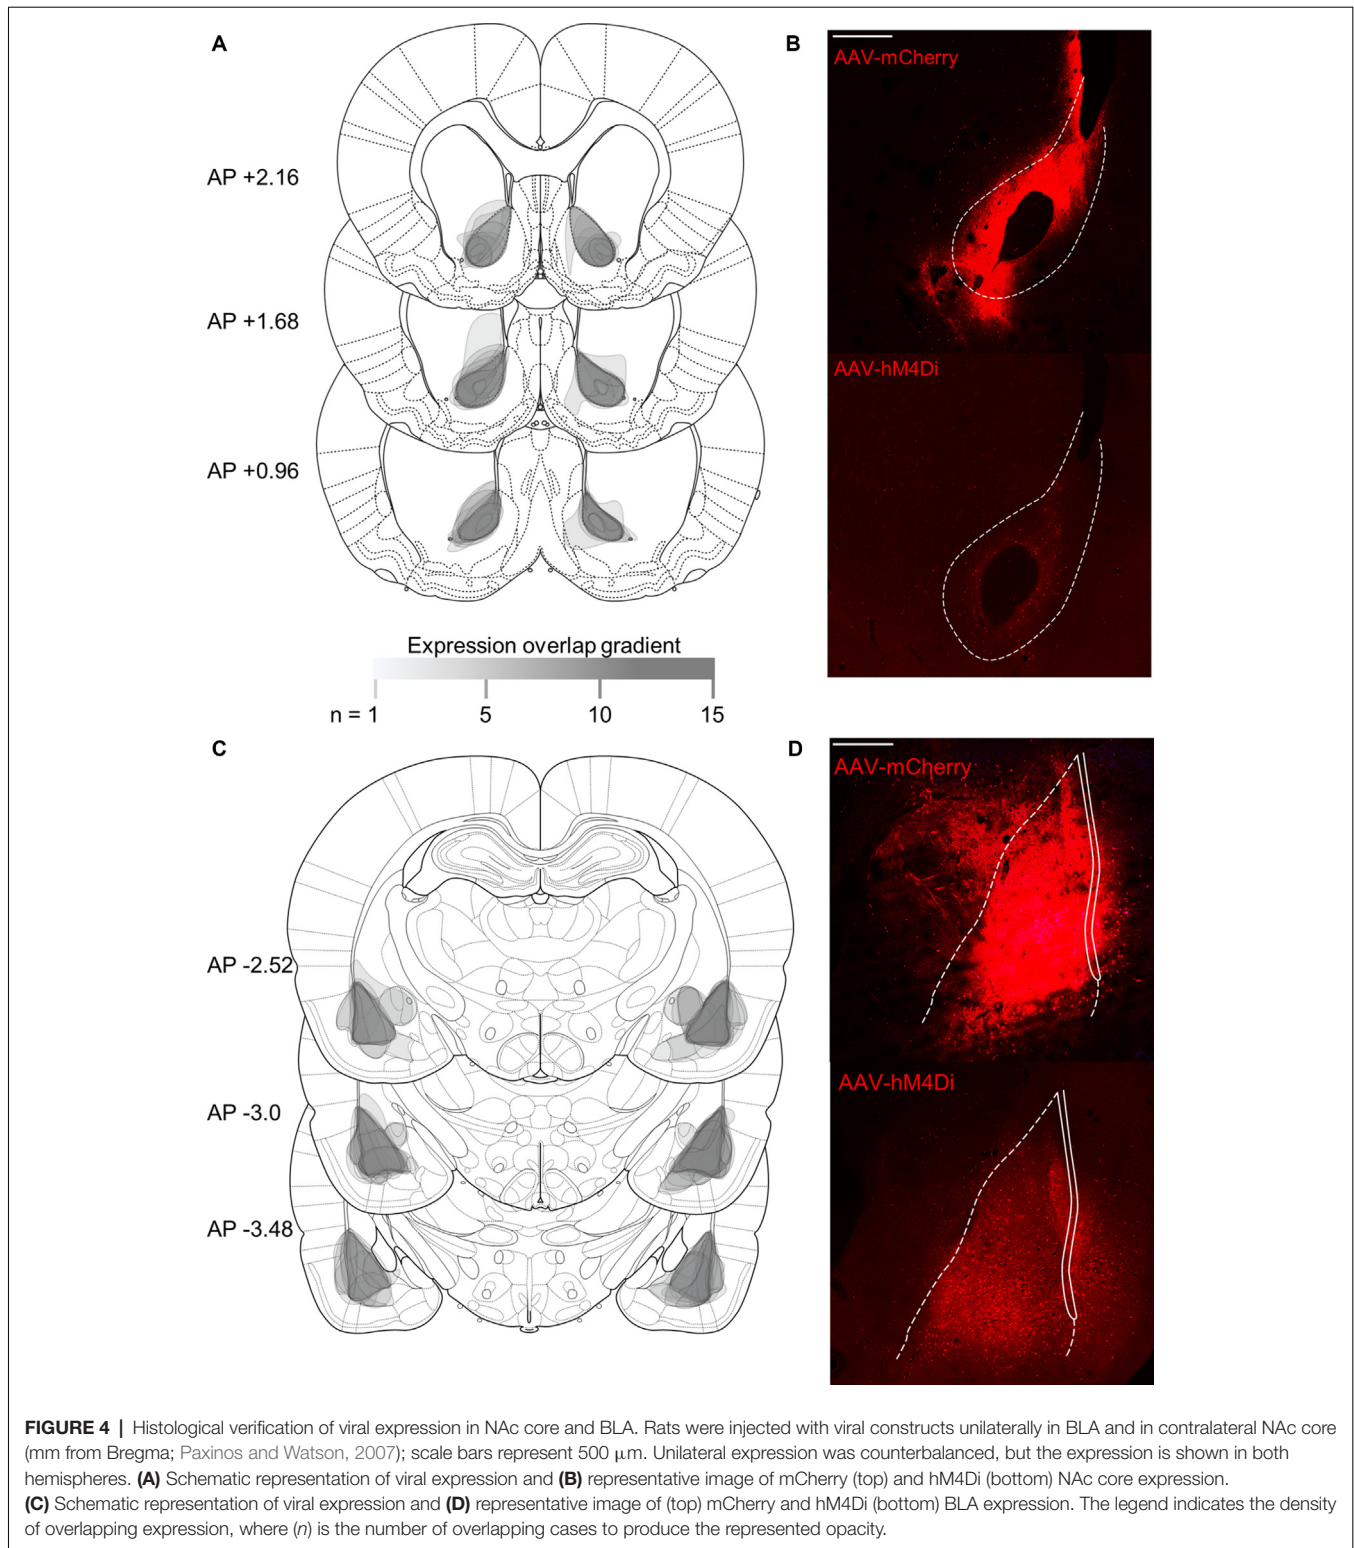 A
B
AAV-mCherry
AP +2.16
AP +1.68
AAV-hM4Di
AP +0.96
Expression overlap gradient
n = 1 5 10 15
C
D
AAV-mCherry
AP -2.52
AAV-hM4Di
AP -3.0
AP -3.48
FIGURE 4 | Histological verification of viral expression in NAc core and BLA. Rats were injected with viral constructs unilaterally in BLA and in contralateral NAc core
(mm from Bregma; Paxinos and Watson, 2007); scale bars represent 500 μm. Unilateral expression was counterbalanced, but the expression is shown in both
hemispheres. (A) Schematic representation of viral expression and (B) representative image of mCherry (top) and hM4Di (bottom) NAc core expression.
(C) Schematic representation of viral expression and (D) representative image of (top) mCherry and hM4Di (bottom) BLA expression. The legend indicates the density
of overlapping expression, where (n) is the number of overlapping cases to produce the represented opacity.